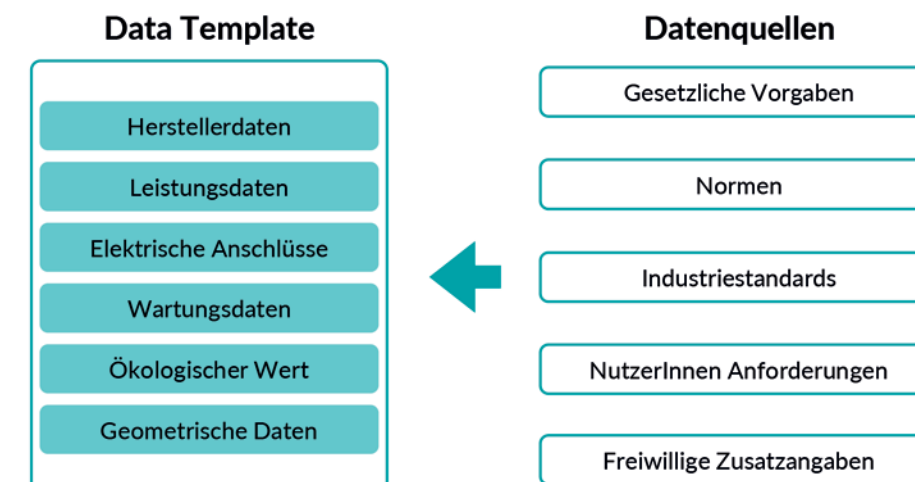 Data Template
Herstellerdaten
Leistungsdaten
Elektrische Anschlüsse
Wartungsdaten
Ökologischer Wert
Geometrische Daten
Datenquellen
Gesetzliche Vorgaben
Normen
Industriestandards
NutzerInnen Anforderungen
Freiwillige Zusatzangaben